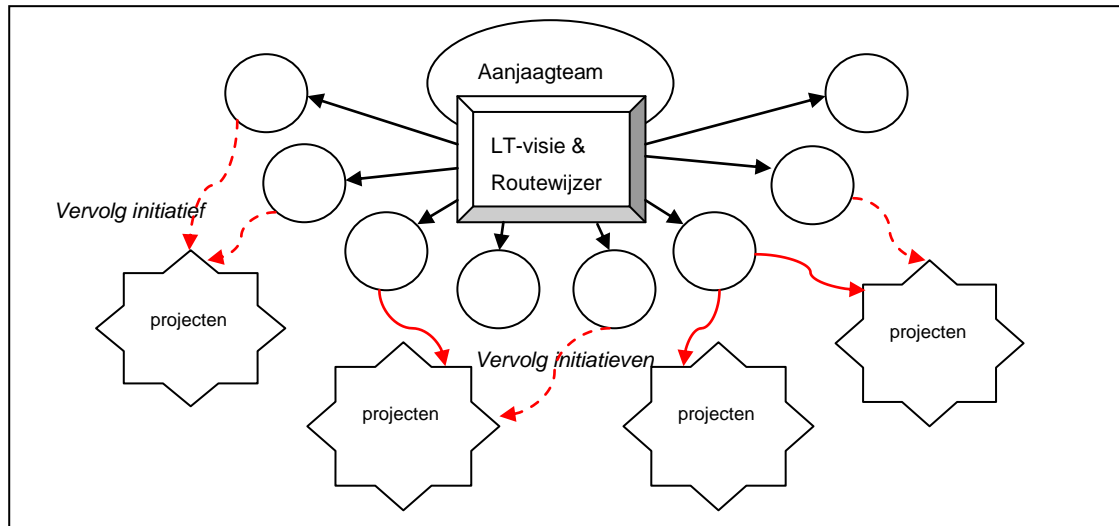 Aanjaagteam
LT-visie &
Routewijzer
Vervolg initiatief
projecten
projecten
Vervolg initiatieven
projecten
projecten